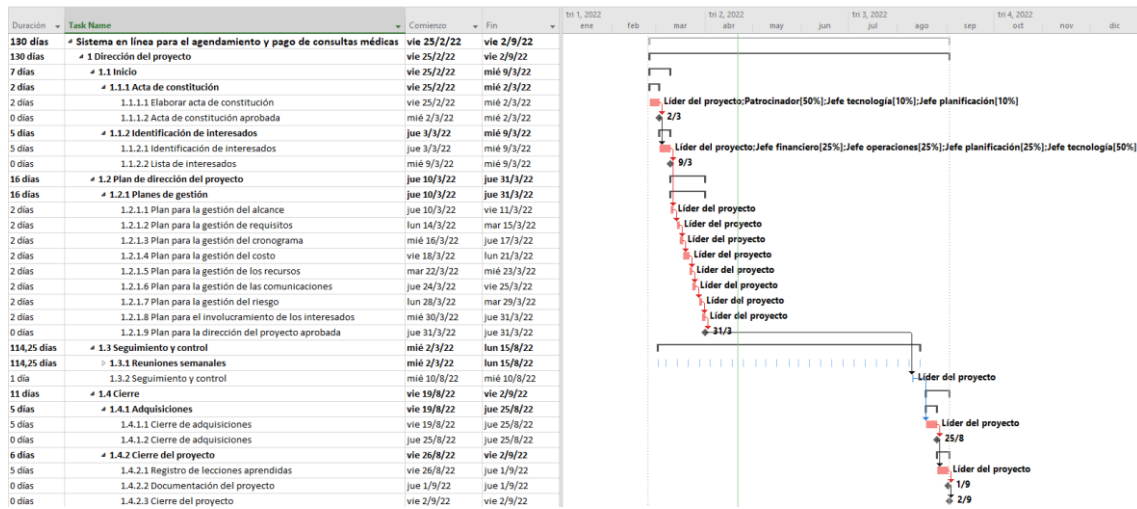 Duración Task Name Comienzo Fin
tri 1, 2022 tri 2, 2022 tri 3, 2022 tri 4, 2022
ene feb mar abr may jun jul ago sep oct nov dic
130 días Sistema en línea para el agendamiento y pago de consultas médicas vie 25/2/22 vie 2/9/22
130 días 1 Dirección del proyecto vie 25/2/22 vie 2/9/22
7 días 1.1 Inicio vie 25/2/22 mié 9/3/22
2 días 1.1.1 Acta de constitución vie 25/2/22 mié 2/3/22
2 días 1.1.1.1 Elaborar acta de constitución vie 25/2/22 mié 2/3/22 Líder del proyecto;Patrocinador[50%];Jefe tecnología[10%];Jefe planificación[10%]
0 días 1.1.1.2 Acta de constitución aprobada mié 2/3/22 mié 2/3/22 2/3
5 días 1.1.2 Identificación de interesados jue 3/3/22 mié 9/3/22
5 días 1.1.2.1 Identificación de interesados jue 3/3/22 mié 9/3/22 Líder del proyecto;Jefe financiero[25%];Jefe operaciones[25%];Jefe planificación[25%];Jefe tecnología[50%]
0 días 1.1.2.2 Lista de interesados mié 9/3/22 mié 9/3/22 9/3
16 días 1.2 Plan de dirección del proyecto jue 10/3/22 jue 31/3/22
16 días 1.2.1 Planes de gestión jue 10/3/22 jue 31/3/22
2 días 1.2.1.1 Plan para la gestión del alcance jue 10/3/22 vie 11/3/22 Líder del proyecto
2 días 1.2.1.2 Plan para la gestión de requisitos lun 14/3/22 mar 15/3/22 Líder del proyecto
2 días 1.2.1.3 Plan para la gestión del cronograma mié 16/3/22 jue 17/3/22 Líder del proyecto
2 días 1.2.1.4 Plan para la gestión del costo vie 18/3/22 lun 21/3/22 Líder del proyecto
2 días 1.2.1.5 Plan para la gestión de los recursos mar 22/3/22 mié 23/3/22 Líder del proyecto
2 días 1.2.1.6 Plan para la gestión de las comunicaciones jue 24/3/22 vie 25/3/22 Líder del proyecto
2 días 1.2.1.7 Plan para la gestión del riesgo lun 28/3/22 mar 29/3/22 Líder del proyecto
2 días 1.2.1.8 Plan para el involucramiento de los interesados mié 30/3/22 jue 31/3/22 Líder del proyecto
0 días 1.2.1.9 Plan para la dirección del proyecto aprobada jue 31/3/22 jue 31/3/22 31/3
114,25 días 1.3 Seguimiento y control mié 2/3/22 lun 15/8/22
114,25 días 1.3.1 Reuniones semanales mié 2/3/22 lun 15/8/22
1 día 1.3.2 Seguimiento y control mié 10/8/22 mié 10/8/22 Líder del proyecto
11 días 1.4 Cierre vie 19/8/22 vie 2/9/22
5 días 1.4.1 Adquisiciones vie 19/8/22 jue 25/8/22
5 días 1.4.1.1 Cierre de adquisiciones vie 19/8/22 jue 25/8/22 Líder del proyecto
0 días 1.4.1.2 Cierre de adquisiciones jue 25/8/22 jue 25/8/22 25/8
6 días 1.4.2 Cierre del proyecto vie 26/8/22 vie 2/9/22
5 días 1.4.2.1 Registro de lecciones aprendidas vie 26/8/22 jue 1/9/22 Líder del proyecto
0 días 1.4.2.2 Documentación del proyecto jue 1/9/22 jue 1/9/22 1/9
0 días 1.4.2.3 Cierre del proyecto vie 2/9/22 vie 2/9/22 2/9